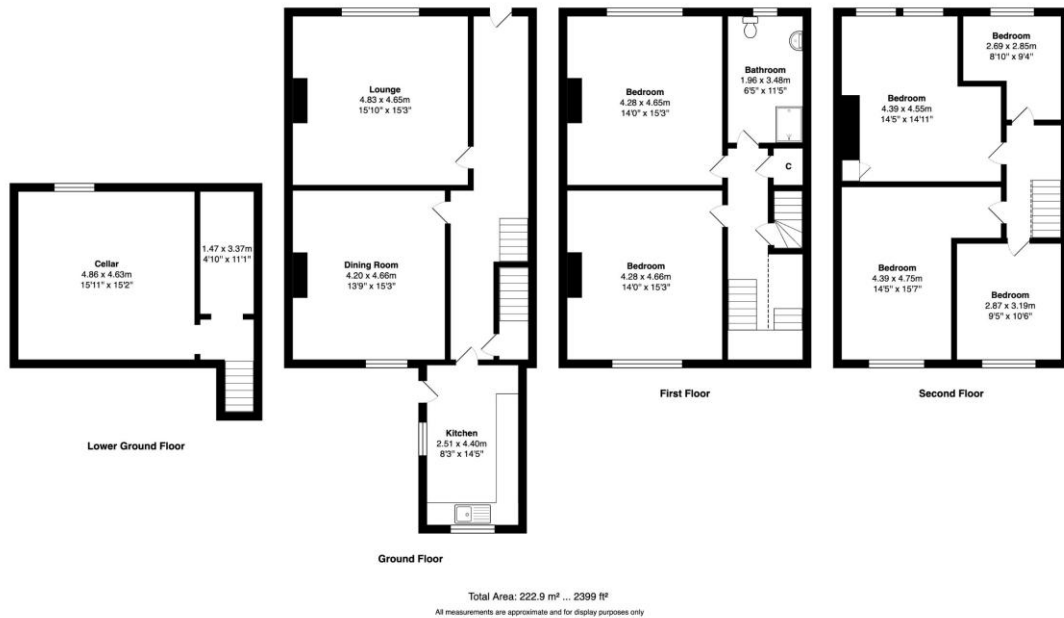 Cellar
4.86 x 4.63m
15'11" x 15'2"
1.47 x 3.37m
4'10" x 11'1"
Lower Ground Floor
Lounge
4.83 x 4.65m
15'10" x 15'3"
Dining Room
4.20 x 4.66m
13'9" x 15'3"
Kitchen
2.51 x 4.40m
8'3" x 14'5"
Ground Floor
Bedroom
4.28 x 4.65m
14'0" x 15'3"
Bathroom
1.96 x 3.48m
6'5" x 11'5"
C
Bedroom
4.28 x 4.66m
14'0" x 15'3"
First Floor
Bedroom
4.39 x 4.55m
14'5" x 14'11"
Bedroom
2.69 x 2.85m
8'10" x 9'4"
Bedroom
4.39 x 4.75m
14'5" x 15'7"
Bedroom
2.87 x 3.19m
9'5" x 10'6"
Second Floor
Total Area: 222.9 m² ... 2399 ft²
All measurements are approximate and for display purposes only